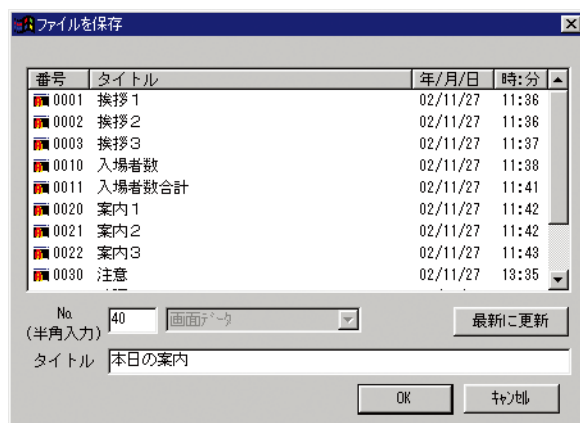 ファイルを保存
番号 タイトル 年/月/日 時:分
0001 挨拶1 02/11/27 11:36
0002 挨拶2 02/11/27 11:36
0003 挨拶3 02/11/27 11:37
0010 入場者数 02/11/27 11:38
0011 入場者数合計 02/11/27 11:41
0020 案内1 02/11/27 11:42
0021 案内2 02/11/27 11:42
0022 案内3 02/11/27 11:43
0030 注意 02/11/27 13:35
No. 40 画面ﾃﾞｰﾀ 最新に更新
(半角入力)
タイトル 本日の案内
OK ｷｬﾝｾﾙ